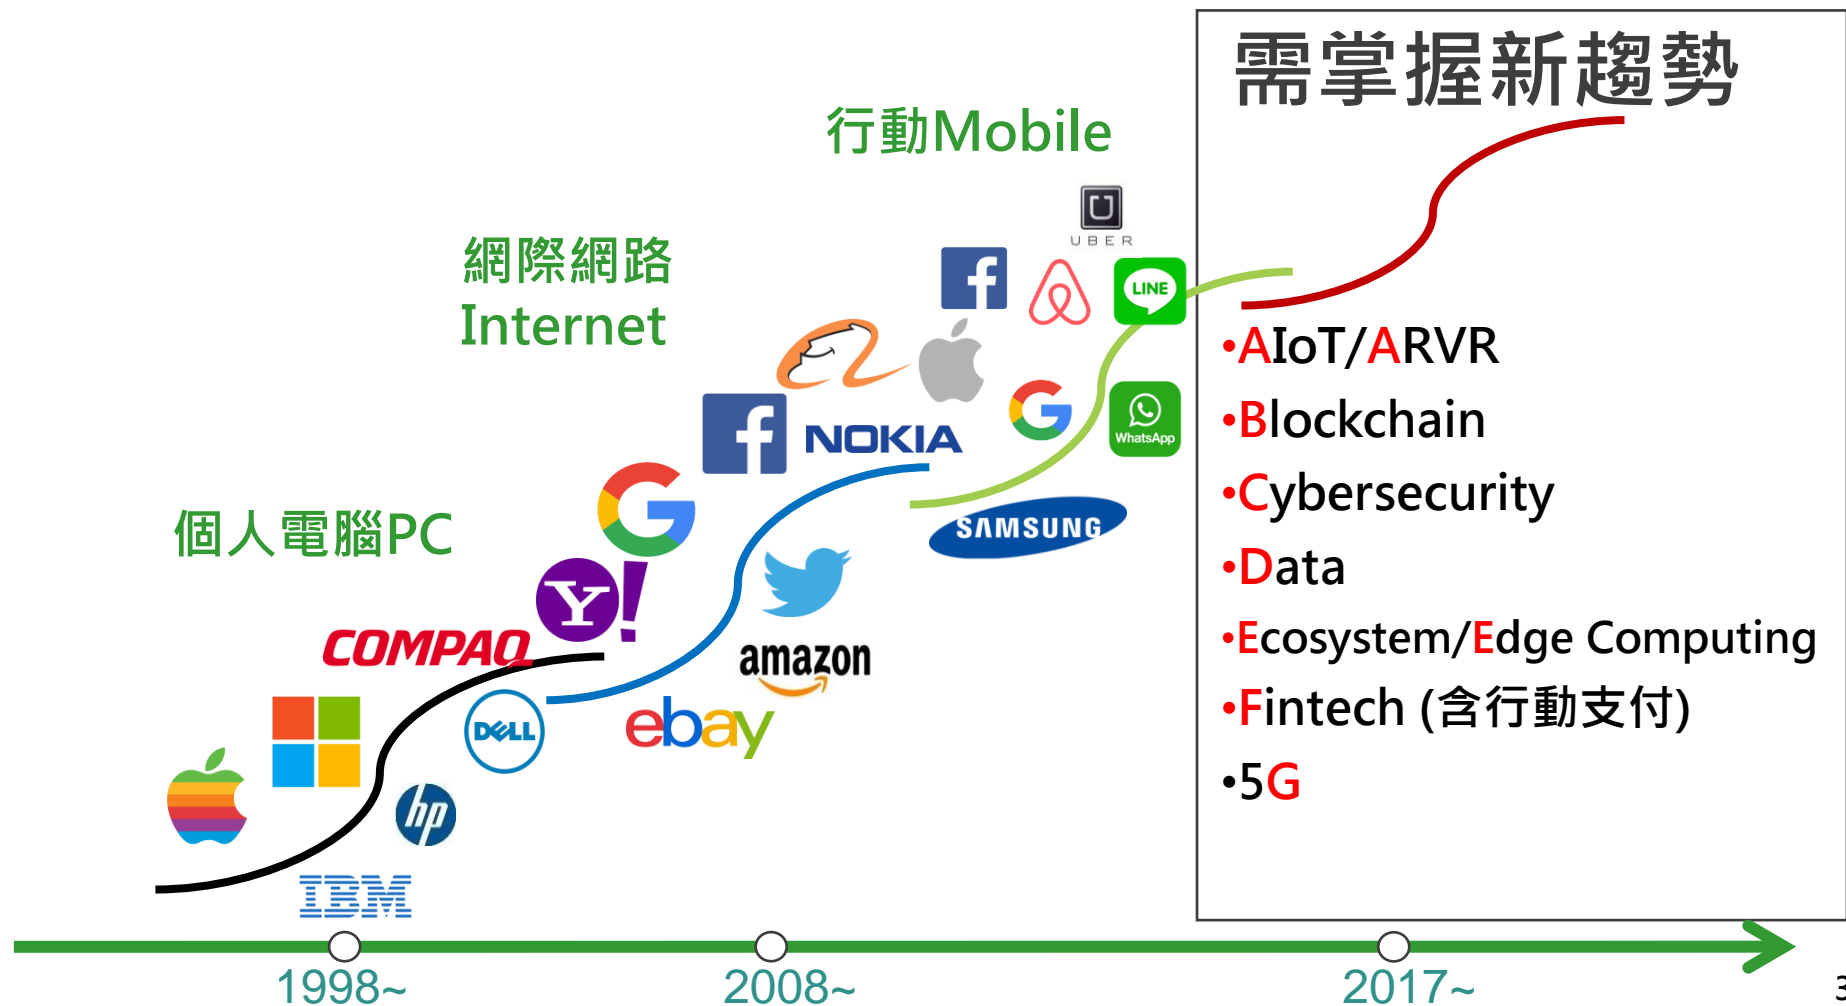 需掌握新趨勢
行動Mobile
UBER
網際網路
Internet
LINE
WhatsApp
NOKIA
SAMSUNG
個人電腦PC
Y!
COMPAQ
amazon
DELL
ebay
hp
IBM
•AIoT/ARVR
•Blockchain
•Cybersecurity
•Data
•Ecosystem/Edge Computing
•Fintech (含行動支付)
•5G
1998~
2008~
2017~
3